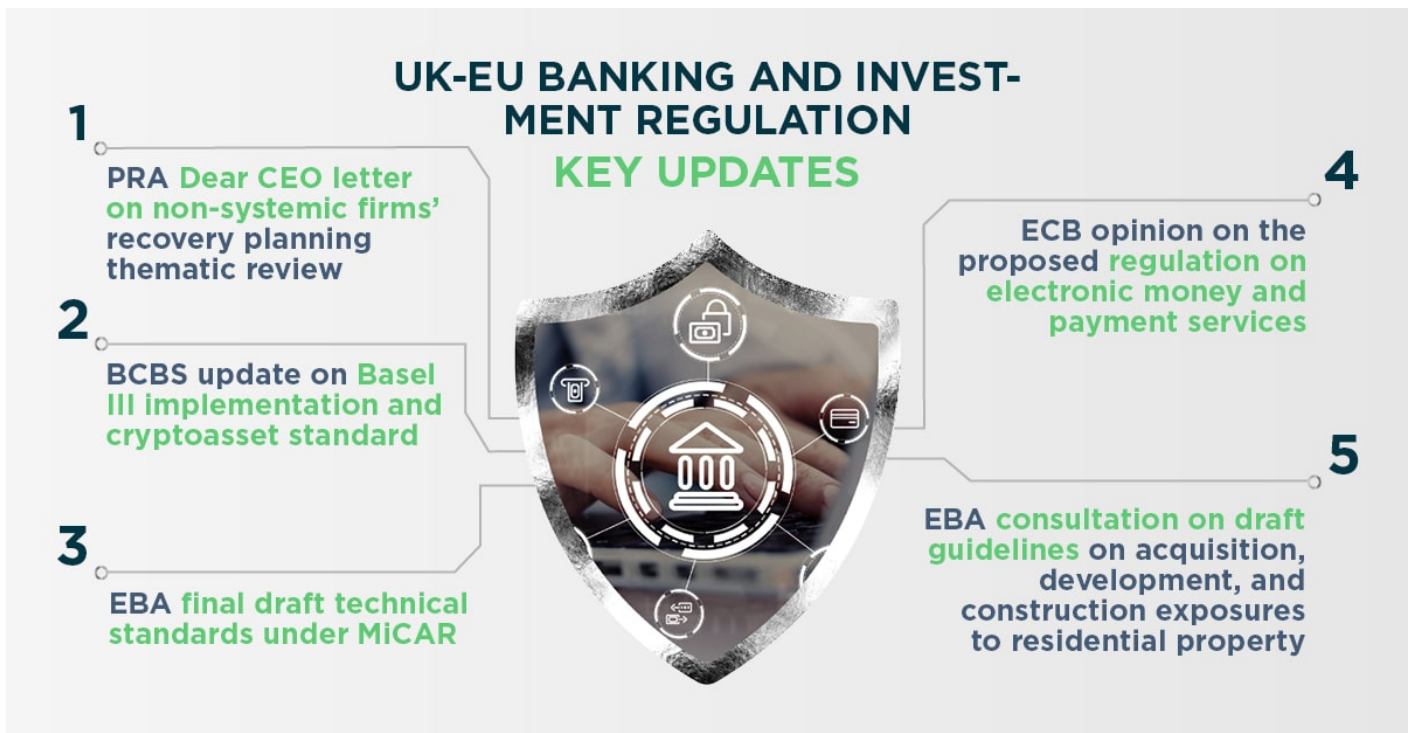 UK-EU BANKING AND INVEST-
MENT REGULATION
KEY UPDATES
1
PRA Dear CEO letter
on non-systemic firms’
recovery planning
thematic review
2
BCBS update on Basel
III implementation and
cryptoasset standard
3
EBA final draft technical
standards under MiCAR
4
ECB opinion on the
proposed regulation on
electronic money and
payment services
5
EBA consultation on draft
guidelines on acquisition,
development, and
construction exposures
to residential property